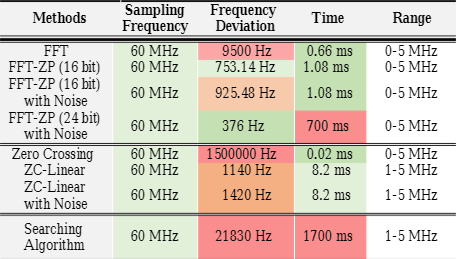 Methods Sampling Frequency Frequency Deviation Time Range
FFT 60 MHz 9500 Hz 0.66 ms 0-5 MHz
FFT-ZP (16 bit) 60 MHz 753.14 Hz 1.08 ms 0-5 MHz
FFT-ZP (16 bit) with Noise 60 MHz 925.48 Hz 1.08 ms 0-5 MHz
FFT-ZP (24 bit) with Noise 60 MHz 376 Hz 700 ms 0-5 MHz
Zero Crossing 60 MHz 1500000 Hz 0.02 ms 0-5 MHz
ZC-Linear 60 MHz 1140 Hz 8.2 ms 1-5 MHz
ZC-Linear with Noise 60 MHz 1420 Hz 8.2 ms 1-5 MHz
Searching Algorithm 60 MHz 21830 Hz 1700 ms 1-5 MHz